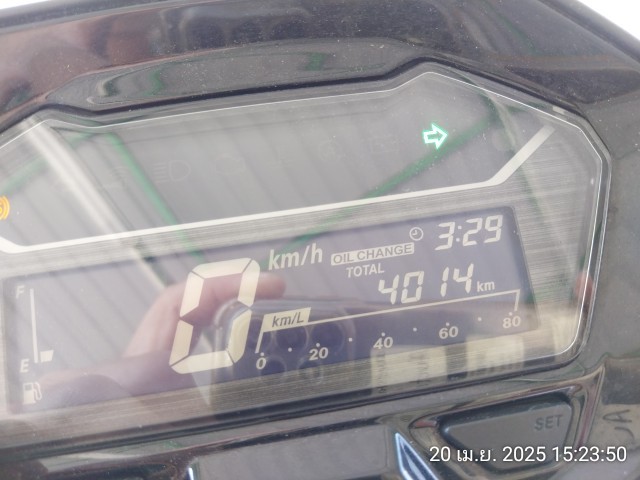 3:29
km/h
OIL CHANGE
TOTAL
4014 km
F
0
km/L
E
0 20 40 60 80
SET
20 เม.ย. 2025 15:23:50